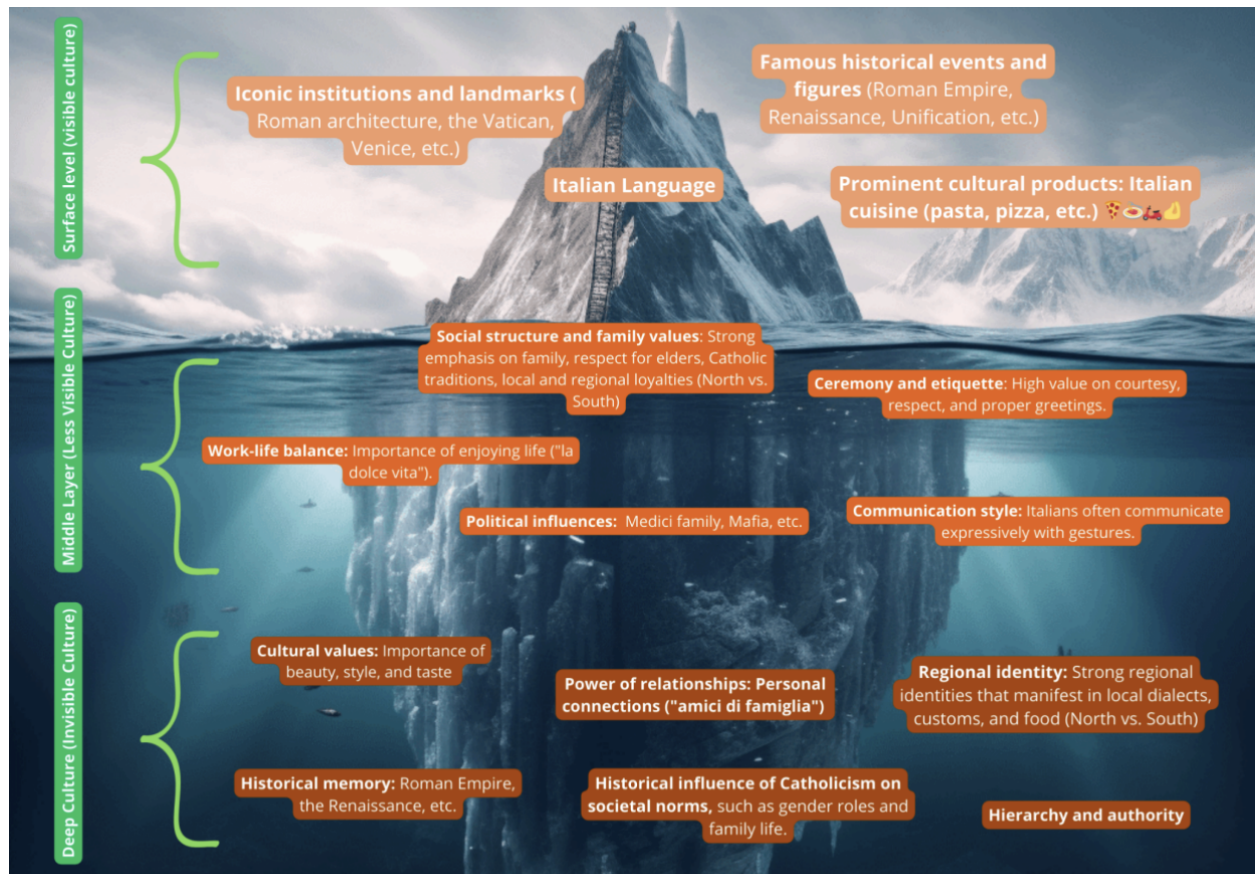 Surface level (visible culture)
Iconic institutions and landmarks (
Roman architecture, the Vatican,
Venice, etc.)
Famous historical events and
figures (Roman Empire,
Renaissance, Unification, etc.)
Italian Language
Prominent cultural products: Italian
cuisine (pasta, pizza, etc.) 🍕🍝🛵🤌
Middle Layer (Less Visible Culture)
Social structure and family values: Strong
emphasis on family, respect for elders, Catholic
traditions, local and regional loyalties (North vs.
South)
Ceremony and etiquette: High value on courtesy,
respect, and proper greetings.
Work-life balance: Importance of enjoying life ("la
dolce vita").
Political influences:  Medici family, Mafia, etc.
Communication style: Italians often communicate
expressively with gestures.
Deep Culture (Invisible Culture)
Cultural values: Importance of
beauty, style, and taste
Power of relationships: Personal
connections ("amici di famiglia")
Regional identity: Strong regional
identities that manifest in local dialects,
customs, and food (North vs. South)
Historical memory: Roman Empire,
the Renaissance, etc.
Historical influence of Catholicism on
societal norms, such as gender roles and
family life.
Hierarchy and authority